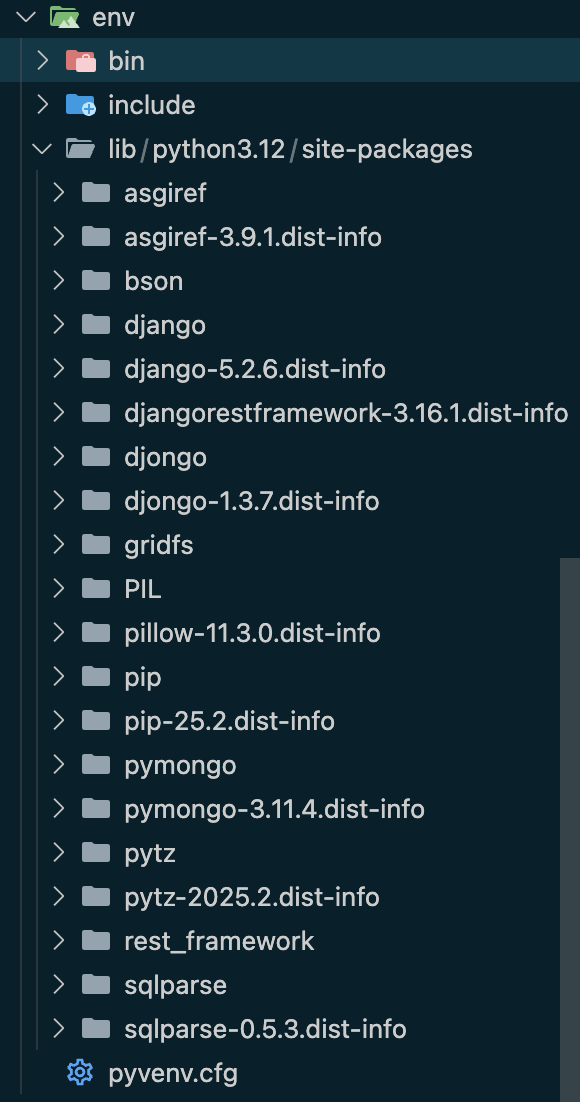 env
bin
include
lib/python3.12/site-packages
asgiref
asgiref-3.9.1.dist-info
bson
django
django-5.2.6.dist-info
djangorestframework-3.16.1.dist-info
djongo
djongo-1.3.7.dist-info
gridfs
PIL
pillow-11.3.0.dist-info
pip
pip-25.2.dist-info
pymongo
pymongo-3.11.4.dist-info
pytz
pytz-2025.2.dist-info
rest_framework
sqlparse
sqlparse-0.5.3.dist-info
pyvenv.cfg